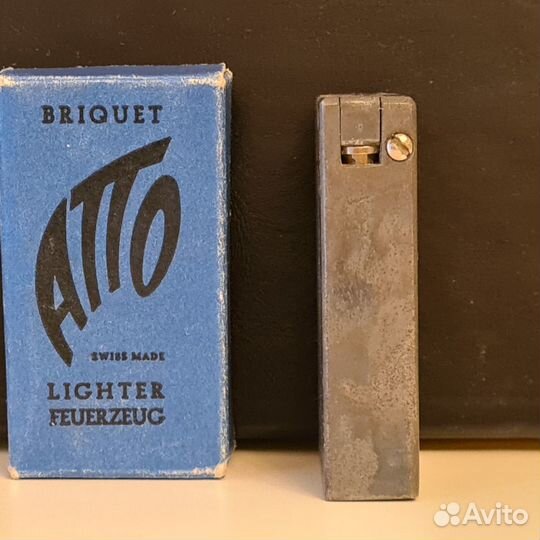 BRIQUET
ATTO
SWISS MADE
LIGHTER
FEUERZEUG
Avito